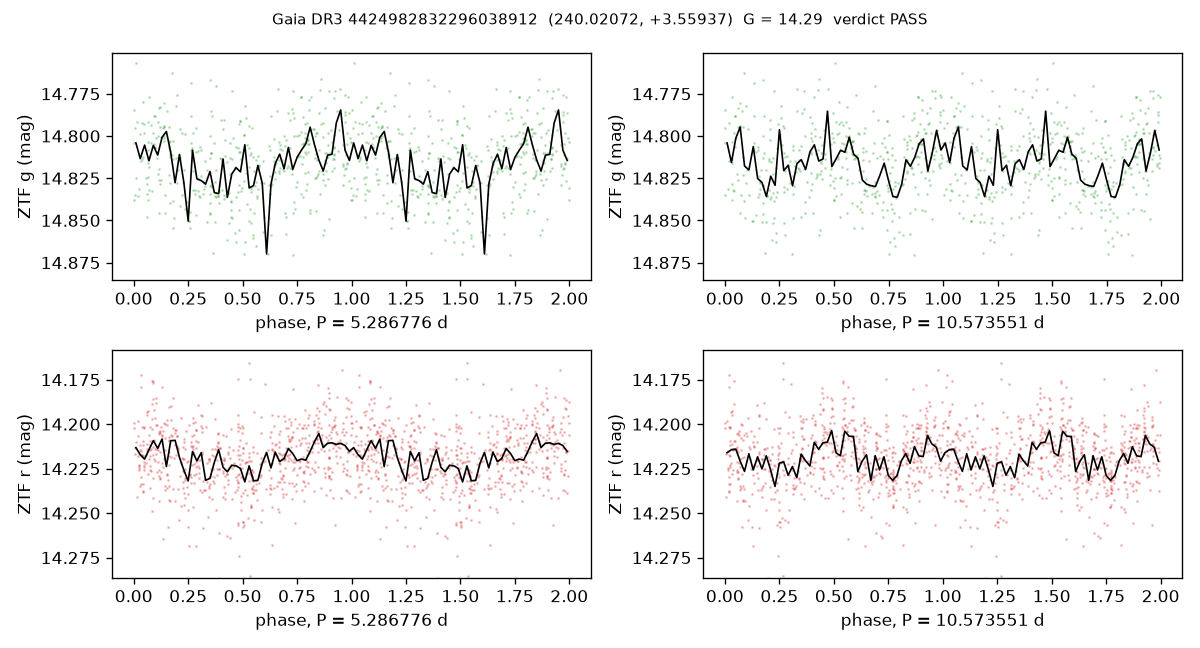 Gaia DR3 4424982832296038912  (240.02072, +3.55937)  G = 14.29  verdict PASS
ZTF g (mag)
14.775
14.800
14.825
14.850
14.875
0.00 0.25 0.50 0.75 1.00 1.25 1.50 1.75 2.00
phase, P = 5.286776 d
ZTF g (mag)
14.775
14.800
14.825
14.850
14.875
0.00 0.25 0.50 0.75 1.00 1.25 1.50 1.75 2.00
phase, P = 10.573551 d
ZTF r (mag)
14.175
14.200
14.225
14.250
14.275
0.00 0.25 0.50 0.75 1.00 1.25 1.50 1.75 2.00
phase, P = 5.286776 d
ZTF r (mag)
14.175
14.200
14.225
14.250
14.275
0.00 0.25 0.50 0.75 1.00 1.25 1.50 1.75 2.00
phase, P = 10.573551 d